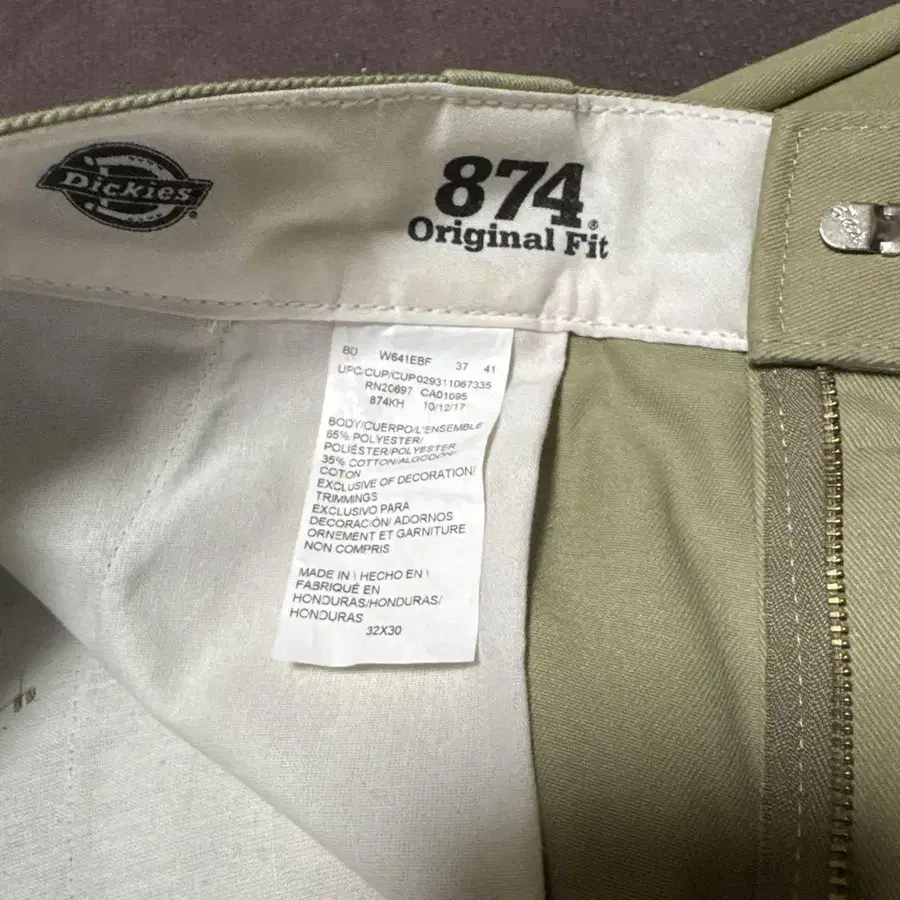 Dickies
874®
Original Fit
BD W641EBF 37 41
UPC/CUP/CUP029311067335
RN20697 CA01095
874KH 10/12/17
BODY/CUERPO/L'ENSEMBLE
65% POLYESTER/
POLIÉSTER/POLYESTER
35% COTTON/ALGODON/
COTON
EXCLUSIVE OF DECORATION/
TRIMMINGS
EXCLUSIVO PARA
DECORACIÓN/ ADORNOS
ORNEMENT ET GARNITURE
NON COMPRIS
MADE IN \ HECHO EN \
FABRIQUÉ EN
HONDURAS/HONDURAS/
HONDURAS
32X30